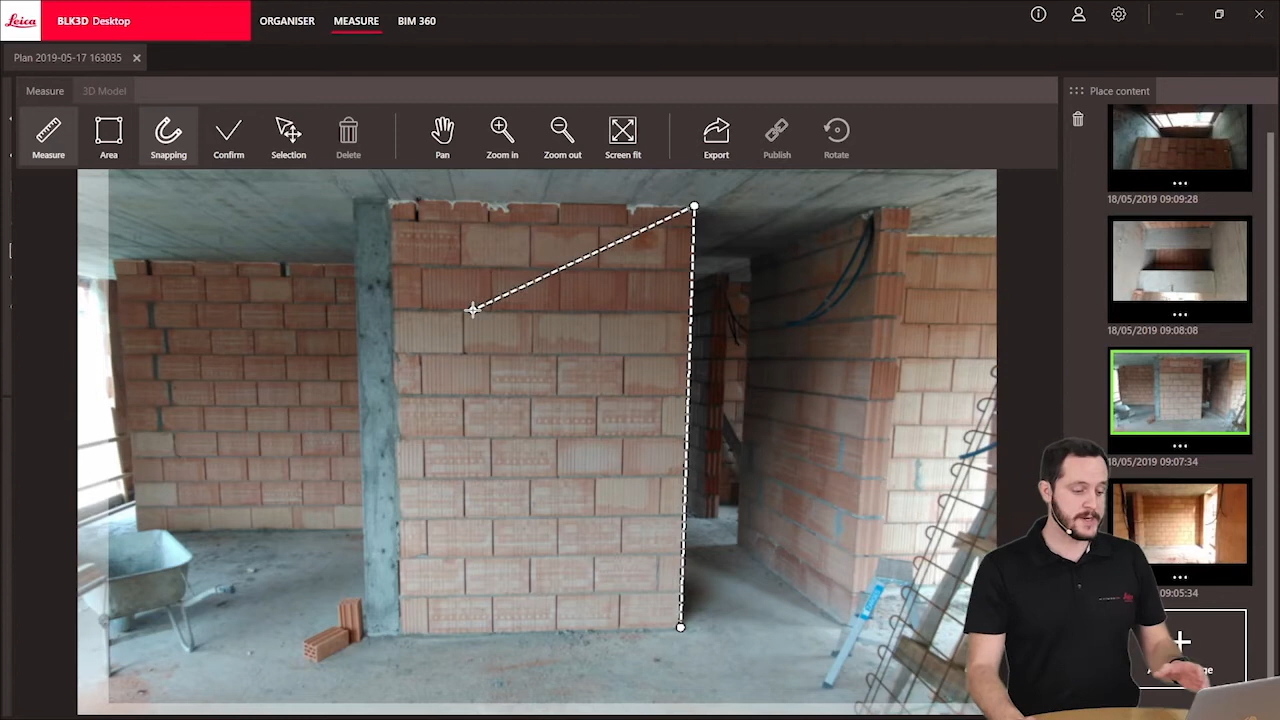 Leica
BLK3D Desktop
ORGANISER
MEASURE
BIM 360
Plan 2019-05-17 163035
Measure
3D Model
Place content
Measure
Area
Snapping
Confirm
Selection
Delete
Pan
Zoom in
Zoom out
Screen fit
Export
Publish
Rotate
18/05/2019 09:09:28
18/05/2019 09:08:08
18/05/2019 09:07:34
09:05:34